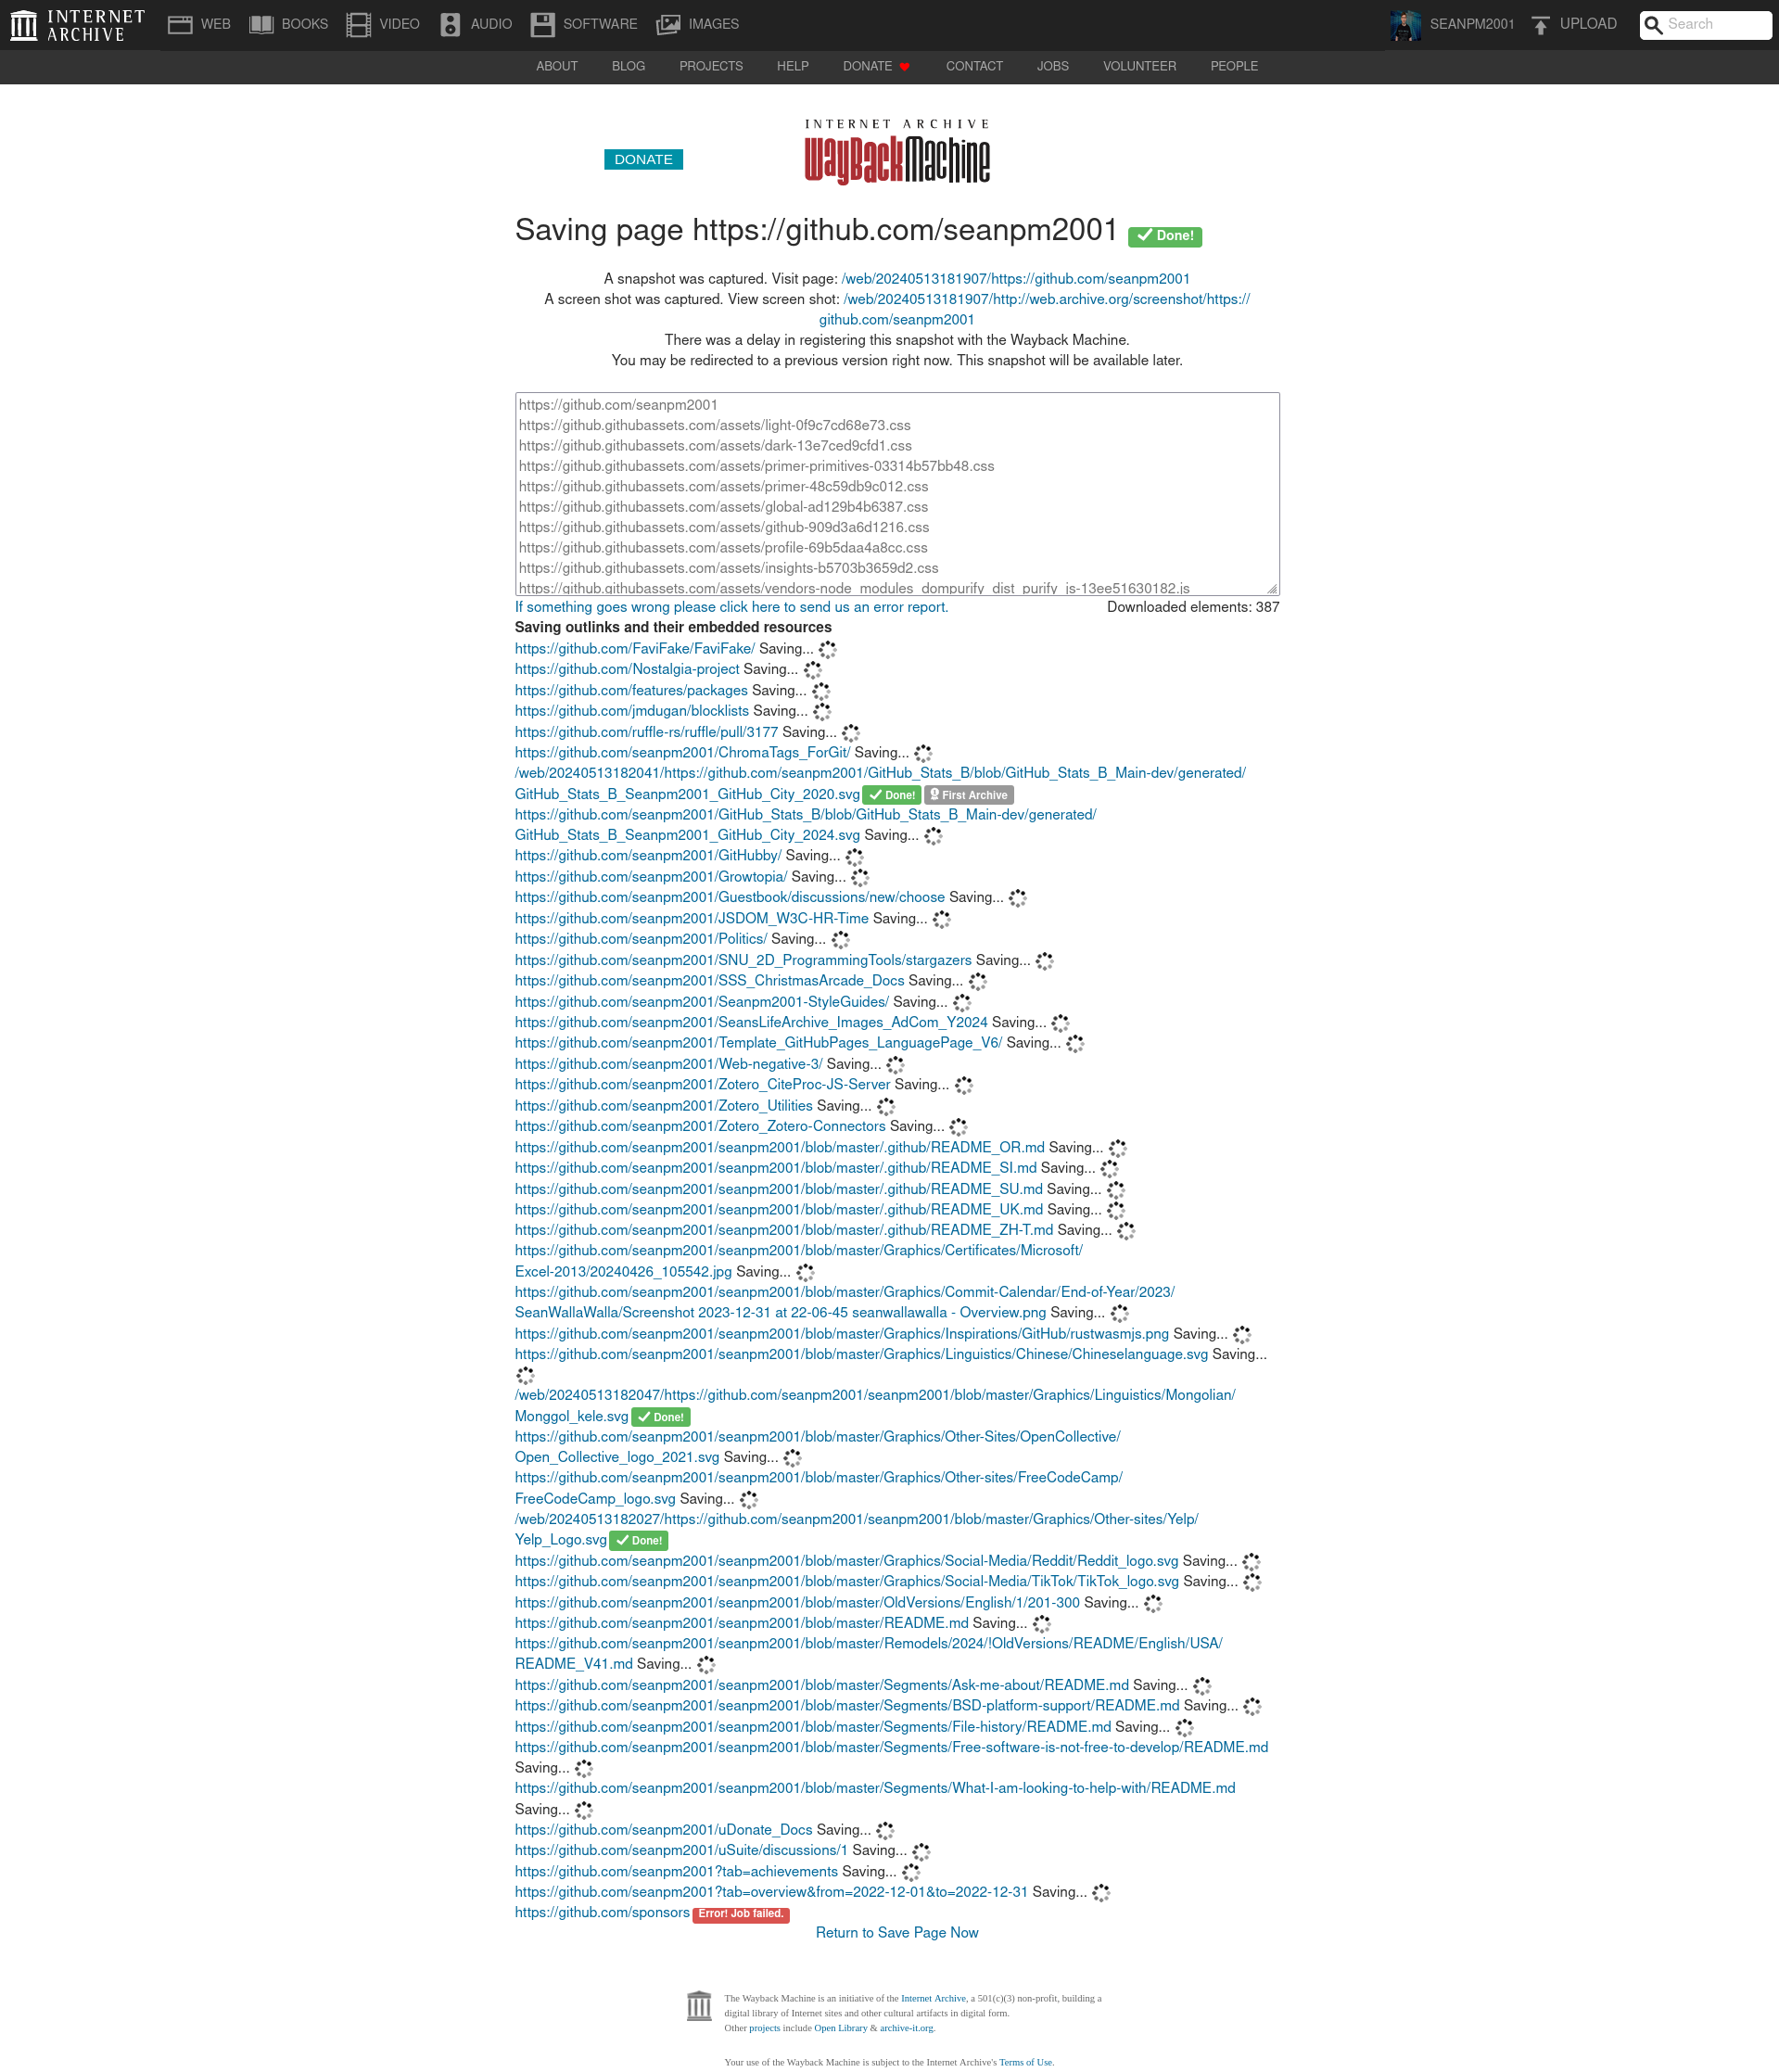 INTERNET ARCHIVE
WEB BOOKS VIDEO AUDIO SOFTWARE IMAGES SEANPM2001 UPLOAD Search
ABOUT BLOG PROJECTS HELP DONATE CONTACT JOBS VOLUNTEER PEOPLE
INTERNET ARCHIVE
DONATE
WayBackMachine
Saving page https://github.com/seanpm2001 Done!
A snapshot was captured. Visit page: /web/20240513181907/https://github.com/seanpm2001
A screen shot was captured. View screen shot: /web/20240513181907/http://web.archive.org/screenshot/https://
github.com/seanpm2001
There was a delay in registering this snapshot with the Wayback Machine.
You may be redirected to a previous version right now. This snapshot will be available later.
https://github.com/seanpm2001
https://github.githubassets.com/assets/light-0f9c7cd68e73.css
https://github.githubassets.com/assets/dark-13e7ced9cfd1.css
https://github.githubassets.com/assets/primer-primitives-03314b57bb48.css
https://github.githubassets.com/assets/primer-48c59db9c012.css
https://github.githubassets.com/assets/global-ad129b4b6387.css
https://github.githubassets.com/assets/github-909d3a6d1216.css
https://github.githubassets.com/assets/profile-69b5daa4a8cc.css
https://github.githubassets.com/assets/insights-b5703b3659d2.css
https://github.githubassets.com/assets/vendors-node_modules_dompurify_dist_purify_js-13ee51630182.js
If something goes wrong please click here to send us an error report. Downloaded elements: 387
Saving outlinks and their embedded resources
https://github.com/FaviFake/FaviFake/ Saving...
https://github.com/Nostalgia-project Saving...
https://github.com/features/packages Saving...
https://github.com/jmdugan/blocklists Saving...
https://github.com/ruffle-rs/ruffle/pull/3177 Saving...
https://github.com/seanpm2001/ChromaTags_ForGit/ Saving...
/web/20240513182041/https://github.com/seanpm2001/GitHub_Stats_B/blob/GitHub_Stats_B_Main-dev/generated/
GitHub_Stats_B_Seanpm2001_GitHub_City_2020.svg Done! First Archive
https://github.com/seanpm2001/GitHub_Stats_B/blob/GitHub_Stats_B_Main-dev/generated/
GitHub_Stats_B_Seanpm2001_GitHub_City_2024.svg Saving...
https://github.com/seanpm2001/GitHubby/ Saving...
https://github.com/seanpm2001/Growtopia/ Saving...
https://github.com/seanpm2001/Guestbook/discussions/new/choose Saving...
https://github.com/seanpm2001/JSDOM_W3C-HR-Time Saving...
https://github.com/seanpm2001/Politics/ Saving...
https://github.com/seanpm2001/SNU_2D_ProgrammingTools/stargazers Saving...
https://github.com/seanpm2001/SSS_ChristmasArcade_Docs Saving...
https://github.com/seanpm2001/Seanpm2001-StyleGuides/ Saving...
https://github.com/seanpm2001/SeansLifeArchive_Images_AdCom_Y2024 Saving...
https://github.com/seanpm2001/Template_GitHubPages_LanguagePage_V6/ Saving...
https://github.com/seanpm2001/Web-negative-3/ Saving...
https://github.com/seanpm2001/Zotero_CiteProc-JS-Server Saving...
https://github.com/seanpm2001/Zotero_Utilities Saving...
https://github.com/seanpm2001/Zotero_Zotero-Connectors Saving...
https://github.com/seanpm2001/seanpm2001/blob/master/.github/README_OR.md Saving...
https://github.com/seanpm2001/seanpm2001/blob/master/.github/README_SI.md Saving...
https://github.com/seanpm2001/seanpm2001/blob/master/.github/README_SU.md Saving...
https://github.com/seanpm2001/seanpm2001/blob/master/.github/README_UK.md Saving...
https://github.com/seanpm2001/seanpm2001/blob/master/.github/README_ZH-T.md Saving...
https://github.com/seanpm2001/seanpm2001/blob/master/Graphics/Certificates/Microsoft/
Excel-2013/20240426_105542.jpg Saving...
https://github.com/seanpm2001/seanpm2001/blob/master/Graphics/Commit-Calendar/End-of-Year/2023/
SeanWallaWalla/Screenshot 2023-12-31 at 22-06-45 seanwallawalla - Overview.png Saving...
https://github.com/seanpm2001/seanpm2001/blob/master/Graphics/Inspirations/GitHub/rustwasmjs.png Saving...
https://github.com/seanpm2001/seanpm2001/blob/master/Graphics/Linguistics/Chinese/Chineselanguage.svg Saving...
/web/20240513182047/https://github.com/seanpm2001/seanpm2001/blob/master/Graphics/Linguistics/Mongolian/
Monggol_kele.svg Done!
https://github.com/seanpm2001/seanpm2001/blob/master/Graphics/Other-Sites/OpenCollective/
Open_Collective_logo_2021.svg Saving...
https://github.com/seanpm2001/seanpm2001/blob/master/Graphics/Other-sites/FreeCodeCamp/
FreeCodeCamp_logo.svg Saving...
/web/20240513182027/https://github.com/seanpm2001/seanpm2001/blob/master/Graphics/Other-sites/Yelp/
Yelp_Logo.svg Done!
https://github.com/seanpm2001/seanpm2001/blob/master/Graphics/Social-Media/Reddit/Reddit_logo.svg Saving...
https://github.com/seanpm2001/seanpm2001/blob/master/Graphics/Social-Media/TikTok/TikTok_logo.svg Saving...
https://github.com/seanpm2001/seanpm2001/blob/master/OldVersions/English/1/201-300 Saving...
https://github.com/seanpm2001/seanpm2001/blob/master/README.md Saving...
https://github.com/seanpm2001/seanpm2001/blob/master/Remodels/2024/!OldVersions/README/English/USA/
README_V41.md Saving...
https://github.com/seanpm2001/seanpm2001/blob/master/Segments/Ask-me-about/README.md Saving...
https://github.com/seanpm2001/seanpm2001/blob/master/Segments/BSD-platform-support/README.md Saving...
https://github.com/seanpm2001/seanpm2001/blob/master/Segments/File-history/README.md Saving...
https://github.com/seanpm2001/seanpm2001/blob/master/Segments/Free-software-is-not-free-to-develop/README.md
Saving...
https://github.com/seanpm2001/seanpm2001/blob/master/Segments/What-I-am-looking-to-help-with/README.md
Saving...
https://github.com/seanpm2001/uDonate_Docs Saving...
https://github.com/seanpm2001/uSuite/discussions/1 Saving...
https://github.com/seanpm2001?tab=achievements Saving...
https://github.com/seanpm2001?tab=overview&from=2022-12-01&to=2022-12-31 Saving...
https://github.com/sponsors Error! Job failed.
Return to Save Page Now
The Wayback Machine is an initiative of the Internet Archive, a 501(c)(3) non-profit, building a
digital library of Internet sites and other cultural artifacts in digital form.
Other projects include Open Library & archive-it.org.
Your use of the Wayback Machine is subject to the Internet Archive's Terms of Use.